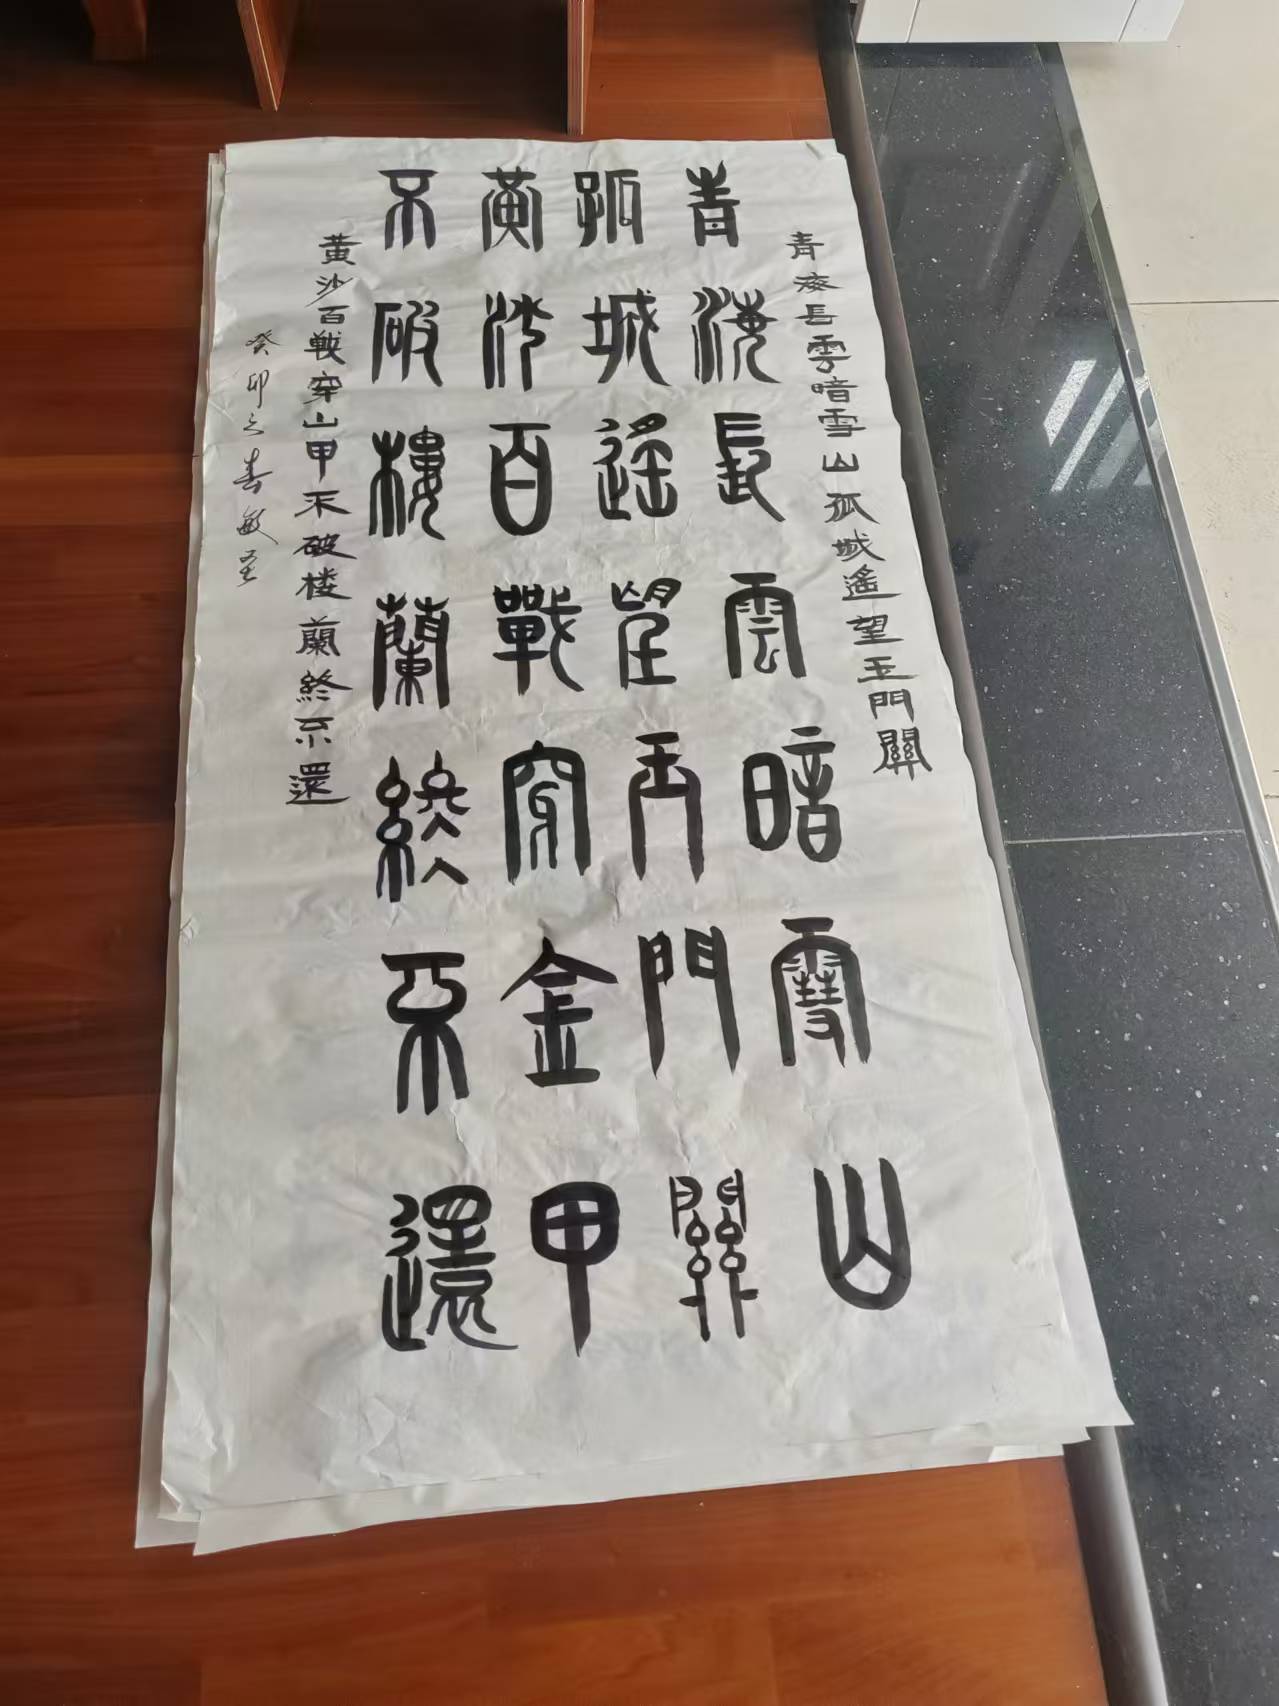 青海長雲暗雪山孤城遙望玉門關
青海長雲暗雪山
孤城遙望玉門關
黃沙百戰穿金甲
不破樓蘭終不還
黃沙百戰穿山甲不破楼蘭終不還
癸卯之春敏